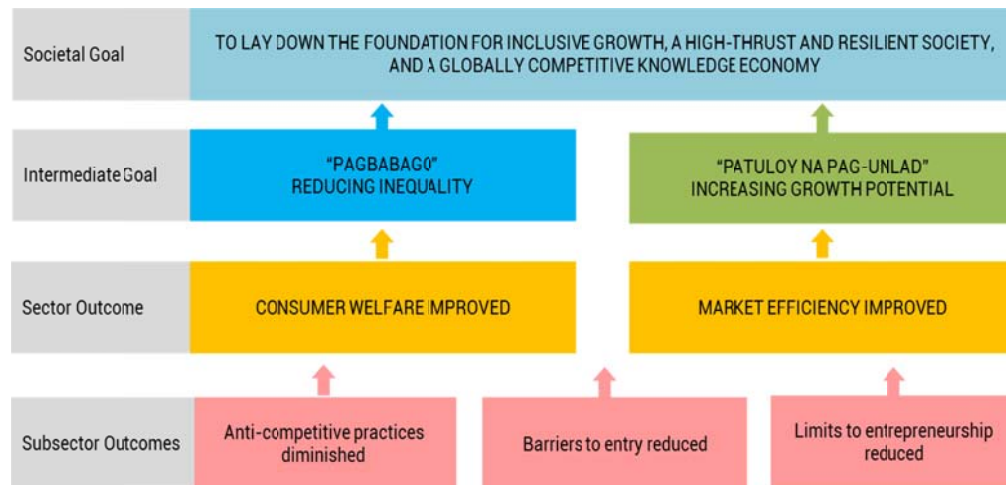 Societal Goal
TO LAY DOWN THE FOUNDATION FOR INCLUSIVE GROWTH, A HIGH-THRUST AND RESILIENT SOCIETY,
AND A GLOBALLY COMPETITIVE KNOWLEDGE ECONOMY
Intermediate Goal
“PAGBABAGO”
REDUCING INEQUALITY
“PATULOY NA PAG-UNLAD”
INCREASING GROWTH POTENTIAL
Sector Outcome
CONSUMER WELFARE IMPROVED
MARKET EFFICIENCY IMPROVED
Subsector Outcomes
Anti-competitive practices
diminished
Barriers to entry reduced
Limits to entrepreneurship
reduced